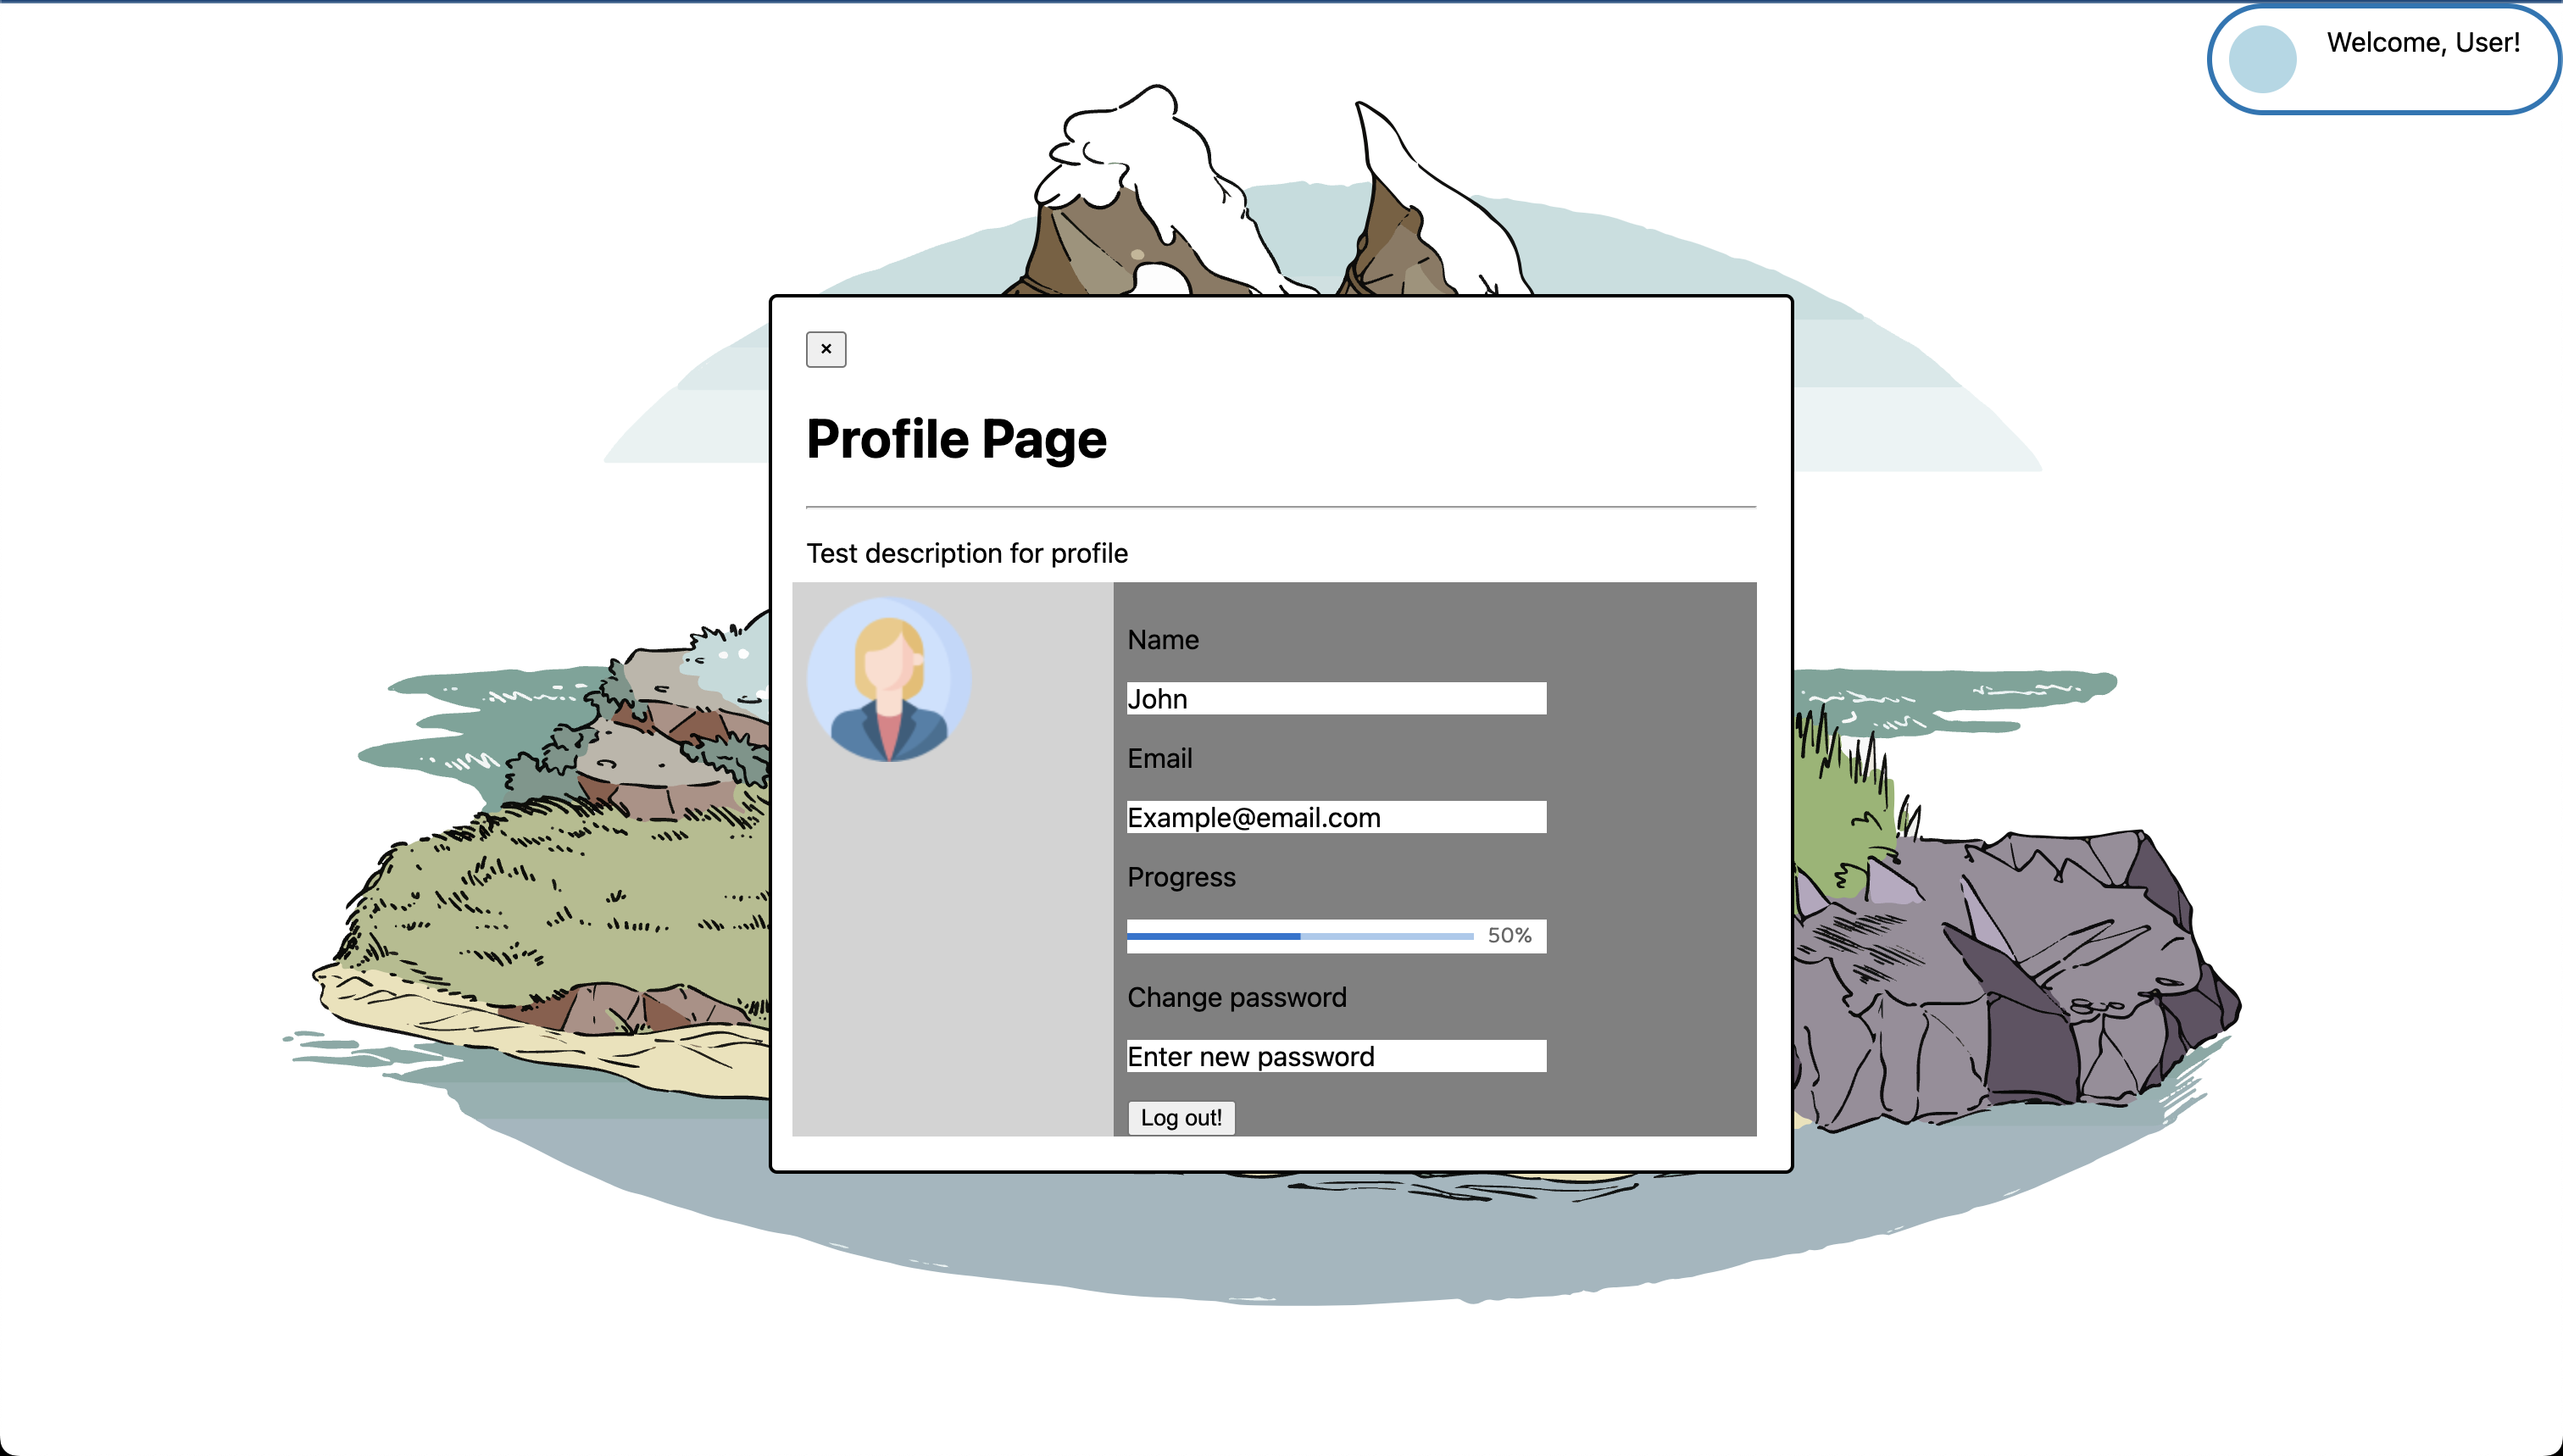 Welcome, User!
×
Profile Page
Test description for profile
Name
John
Email
Example@email.com
Progress
50%
Change password
Enter new password
Log out!